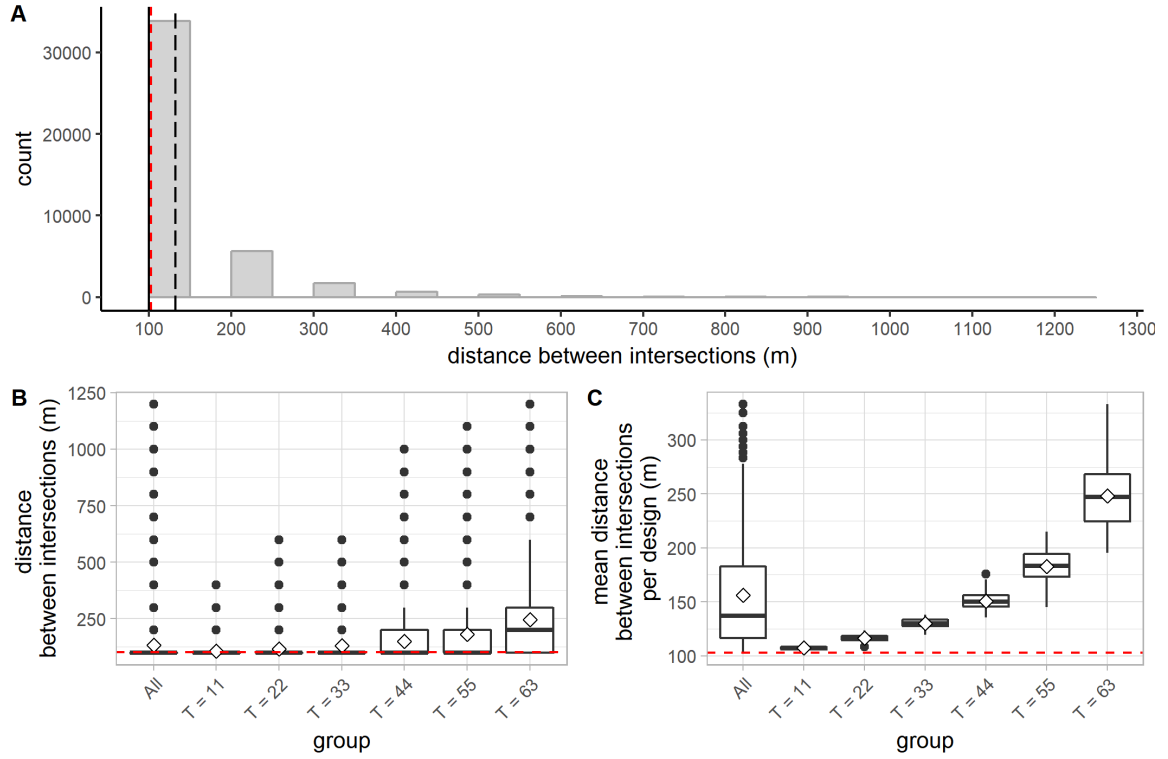 A
count
30000
20000
10000
0
100 200 300 400 500 600 700 800 900 1000 1100 1200 1300
distance between intersections (m)
B
distance
between intersections (m)
1250
1000
750
500
250
All T = 11 T = 22 T = 33 T = 44 T = 55 T = 63
group
C
mean distance
between intersections
per design (m)
300
250
200
150
100
All T = 11 T = 22 T = 33 T = 44 T = 55 T = 63
group